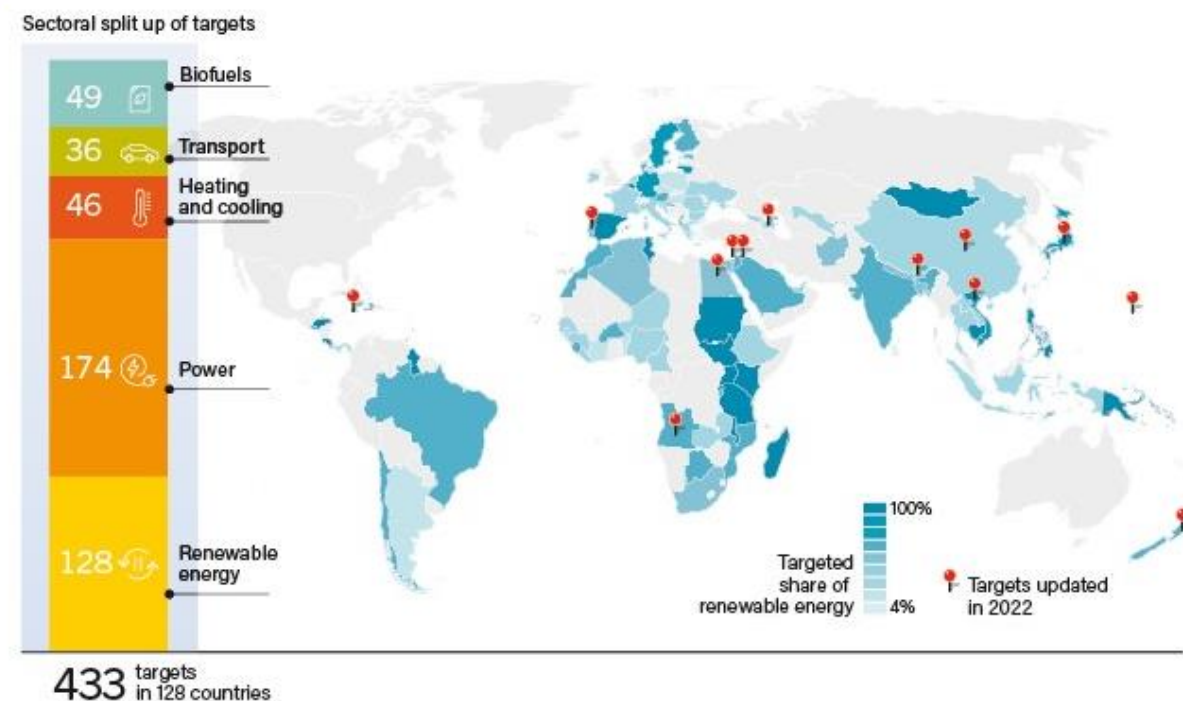 Sectoral split up of targets
49
Biofuels
36
Transport
46
Heating
and cooling
174
Power
128
Renewable
energy
100%
Targeted
share of
renewable energy
4%
Targets updated
in 2022
433 targets
in 128 countries